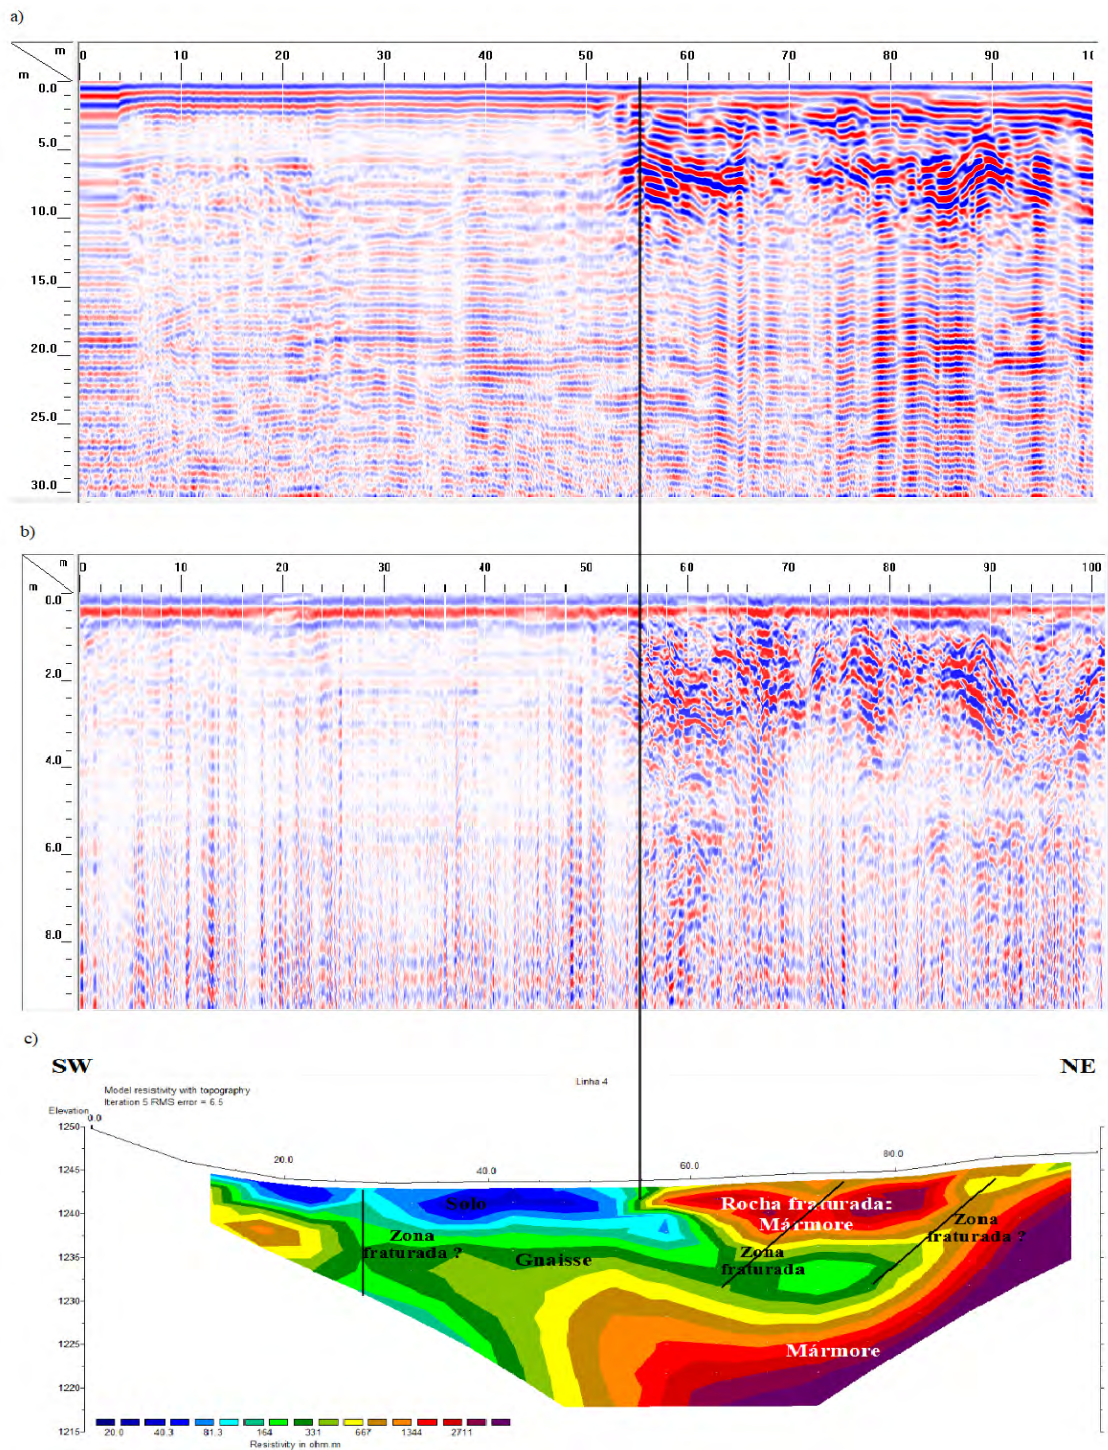 a)
m
0 10 20 30 40 50 60 70 80 90 10
m
0.0
5.0
10.0
15.0
20.0
25.0
30.0
b)
m
0 10 20 30 40 50 60 70 80 90 100
m
0.0
2.0
4.0
6.0
8.0
c)
SW
NE
Model resistivity with topography
Iteration 5 RMS error = 6.5
Linha 4
Elevation
0.0
1250
1245
1240
1235
1230
1225
1220
1215
20.0
40.0
60.0
80.0
Solo
Rocha fraturada:
Mármore
Zona
fraturada ?
Gnaisse
Zona
fraturada
Zona
fraturada ?
Mármore
20.0 40.3 81.3 164 331 667 1344 2711
Resistivity in ohm.m